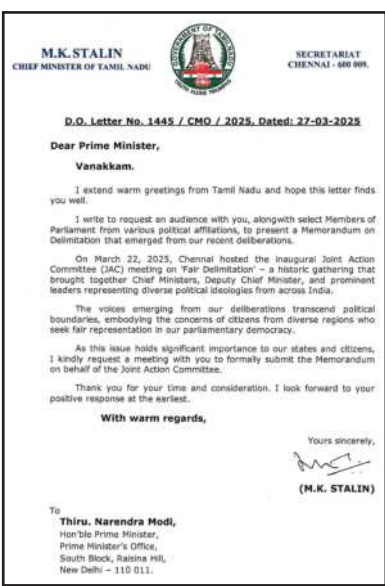 M.K. STALIN
CHIEF MINISTER OF TAMIL NADU
GOVERNMENT OF TAMIL NADU
TRUTH ALONE TRIUMPHS
SECRETARIAT
CHENNAI - 600 009.
D.O. Letter No. 1445 / CMO / 2025, Dated: 27-03-2025
Dear Prime Minister,
Vanakkam.
I extend warm greetings from Tamil Nadu and hope this letter finds
you well.
I write to request an audience with you, alongwith select Members of
Parliament from various political affiliations, to present a Memorandum on
Delimitation that emerged from our recent deliberations.
On March 22, 2025, Chennai hosted the inaugural Joint Action
Committee (JAC) meeting on 'Fair Delimitation' – a historic gathering that
brought together Chief Ministers, Deputy Chief Minister, and prominent
leaders representing diverse political ideologies from across India.
The voices emerging from our deliberations transcend political
boundaries, embodying the concerns of citizens from diverse regions who
seek fair representation in our parliamentary democracy.
As this issue holds significant importance to our states and citizens,
I kindly request a meeting with you to formally submit the Memorandum
on behalf of the Joint Action Committee.
Thank you for your time and consideration. I look forward to your
positive response at the earliest.
With warm regards,
Yours sincerely,
(M.K. STALIN)
To
Thiru. Narendra Modi,
Hon'ble Prime Minister,
Prime Minister's Office,
South Block, Raisina Hill,
New Delhi – 110 011.